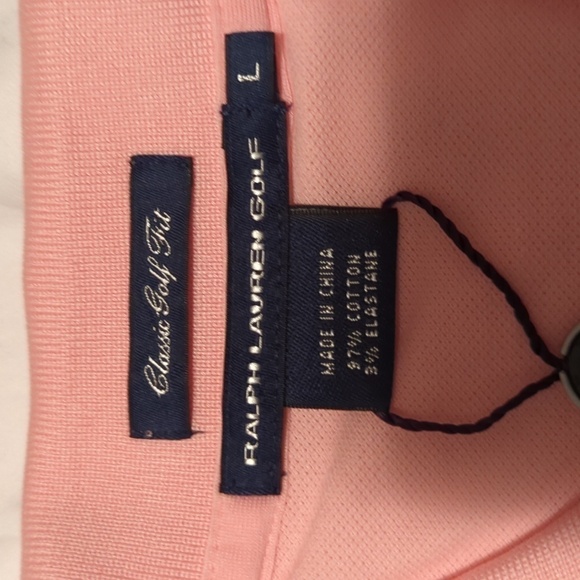 Classic Golf Fit
RALPH LAUREN GOLF
L
MADE IN CHINA
97% COTTON
3% ELASTANE